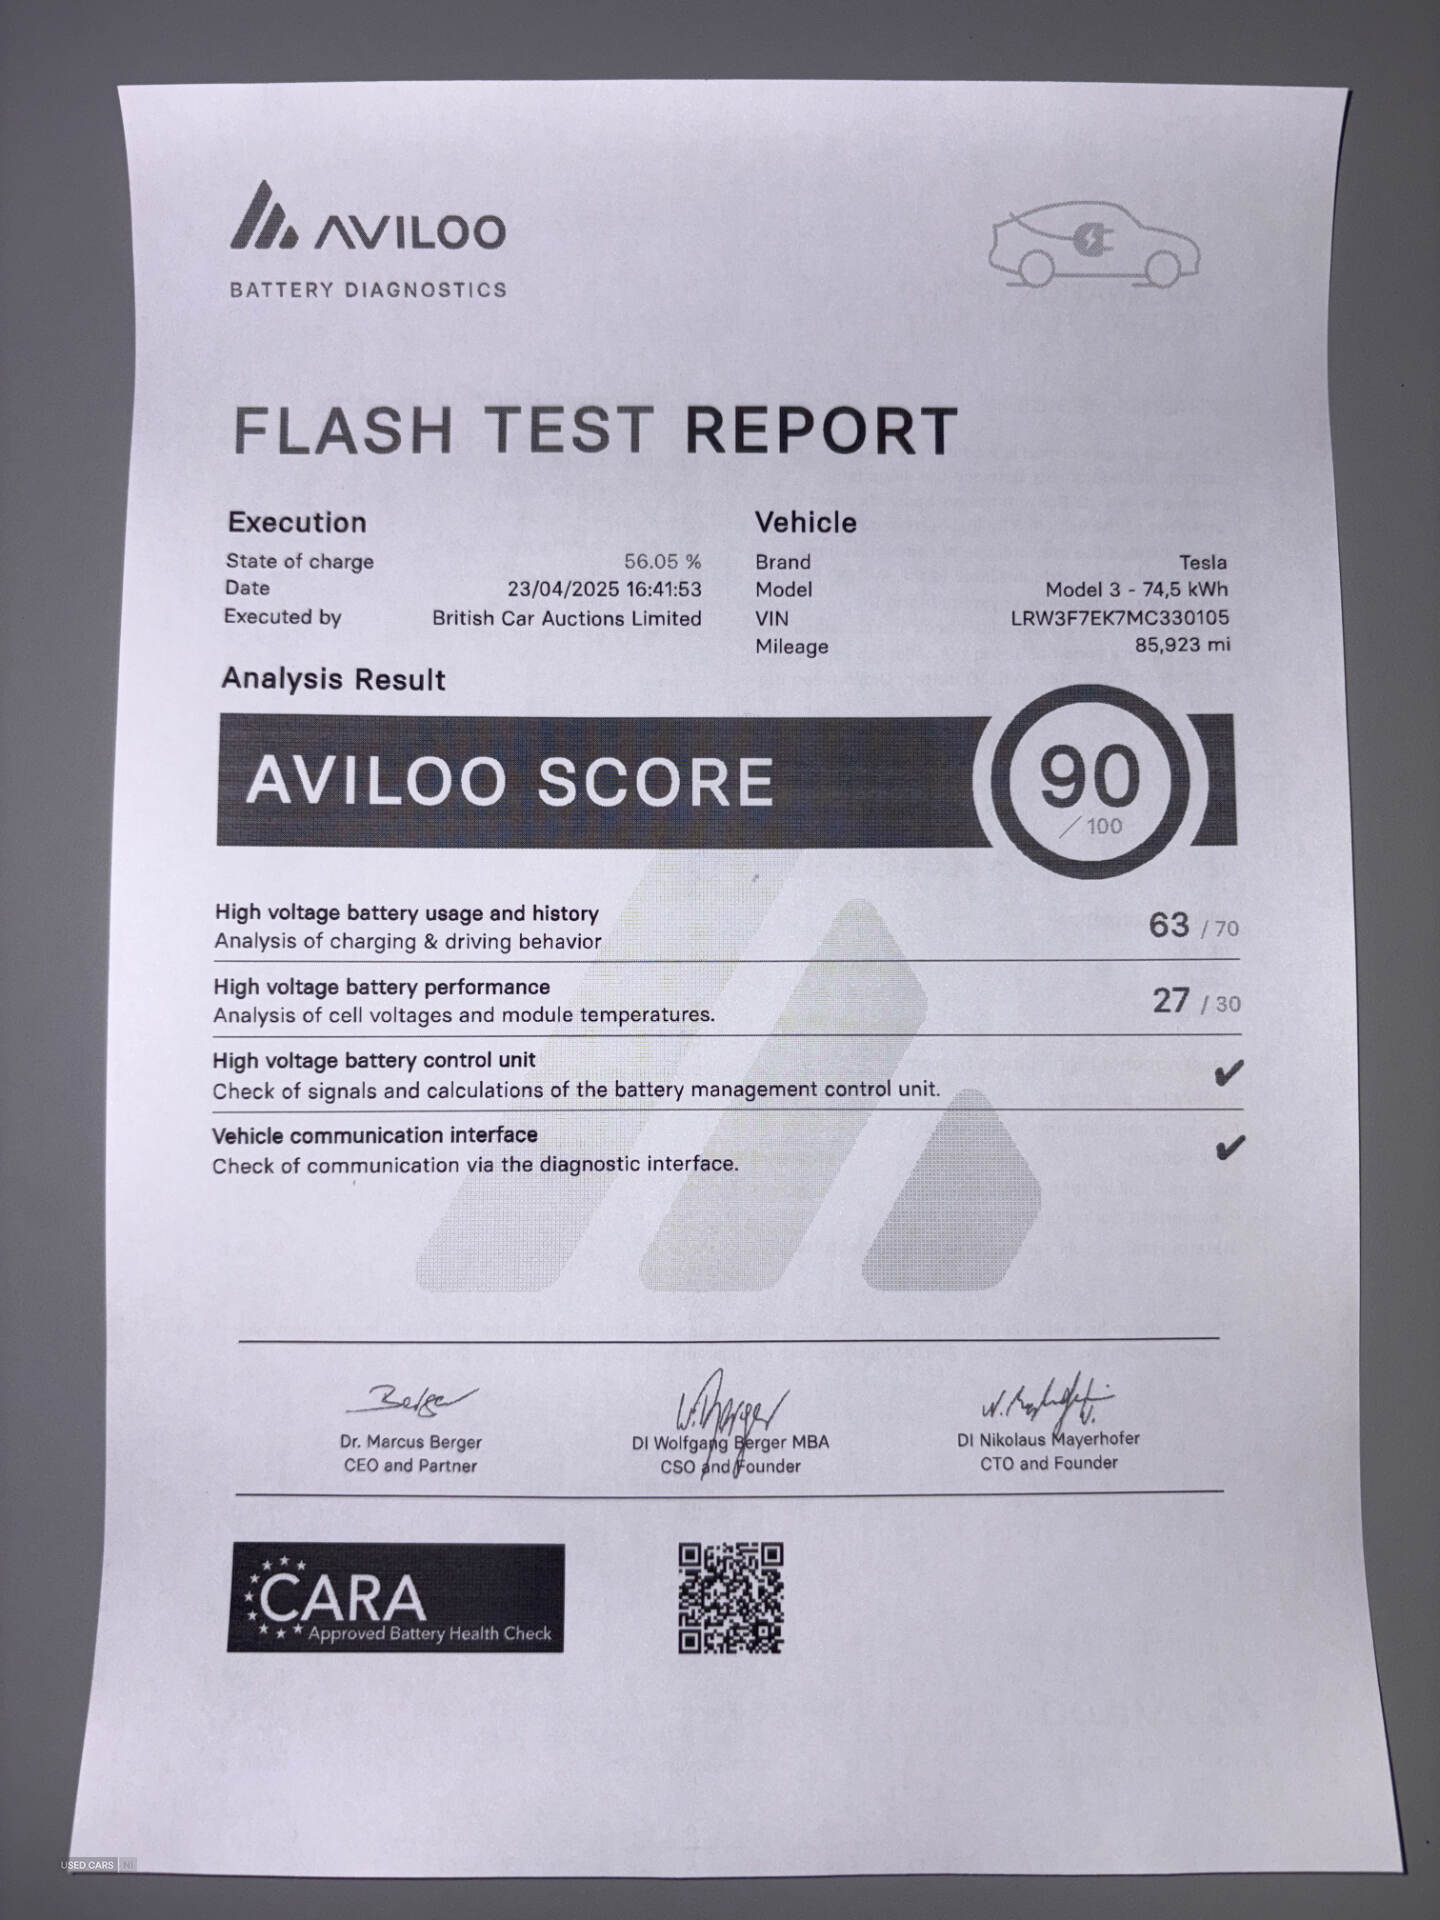 AVILOO
BATTERY DIAGNOSTICS
FLASH TEST REPORT
Execution
State of charge 56.05 %
Date 23/04/2025 16:41:53
Executed by British Car Auctions Limited
Vehicle
Brand Tesla
Model Model 3 - 74,5 kWh
VIN LRW3F7EK7MC330105
Mileage 85,923 mi
Analysis Result
AVILOO SCORE 90 / 100
High voltage battery usage and history
Analysis of charging & driving behavior 63 / 70
High voltage battery performance
Analysis of cell voltages and module temperatures. 27 / 30
High voltage battery control unit
Check of signals and calculations of the battery management control unit. ✔
Vehicle communication interface
Check of communication via the diagnostic interface. ✔
Berger
W. Berger
Dr. Marcus Berger
CEO and Partner
DI Wolfgang Berger MBA
CSO and Founder
DI Nikolaus Mayerhofer
CTO and Founder
CARA
Approved Battery Health Check
USED CARS NI